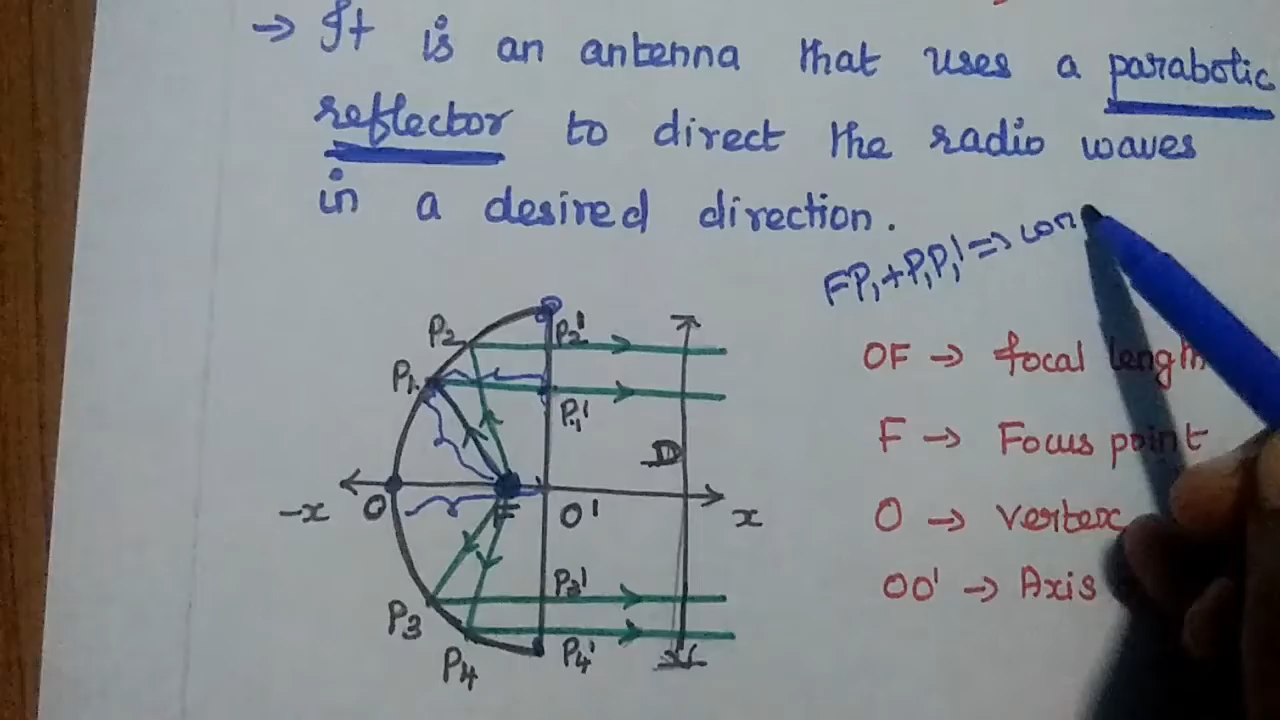 → It is an antenna that uses a parabotic
reflector to direct the radio waves
in a desired direction.
FP₁+P₁P₁' => con
P2 P2'
P1 P1'
OF → focal length
D
F → Focus point
-x O F O' x
O → vertex
OO' → Axis
P3 P3'
P4 P4'